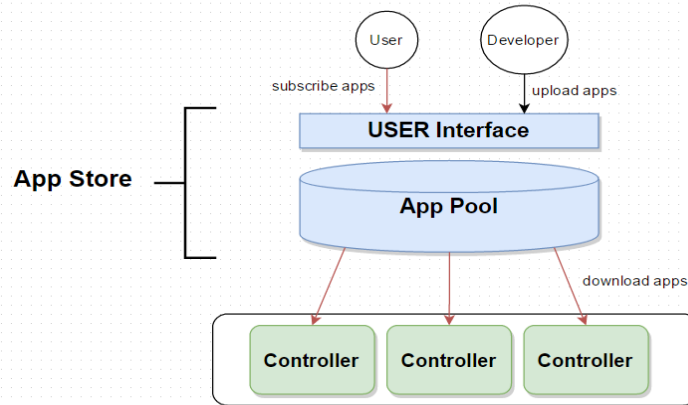 User
Developer
subscribe apps
upload apps
USER Interface
App Store
App Pool
download apps
Controller
Controller
Controller